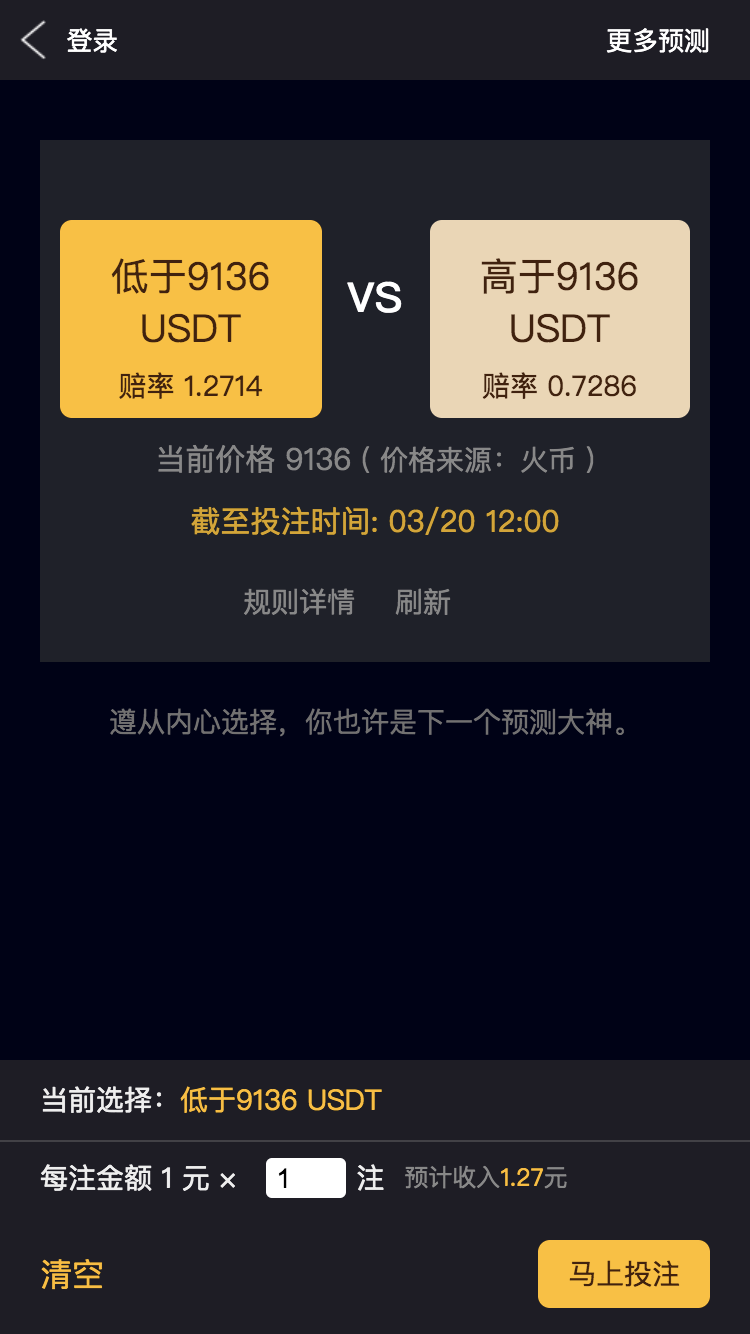 登录
更多预测
低于9136
USDT
赔率 1.2714
VS
高于9136
USDT
赔率 0.7286
当前价格 9136 ( 价格来源：火币 )
截至投注时间: 03/20 12:00
规则详情 刷新
遵从内心选择，你也许是下一个预测大神。
当前选择：低于9136 USDT
每注金额 1 元 × 1 注 预计收入1.27元
清空
马上投注